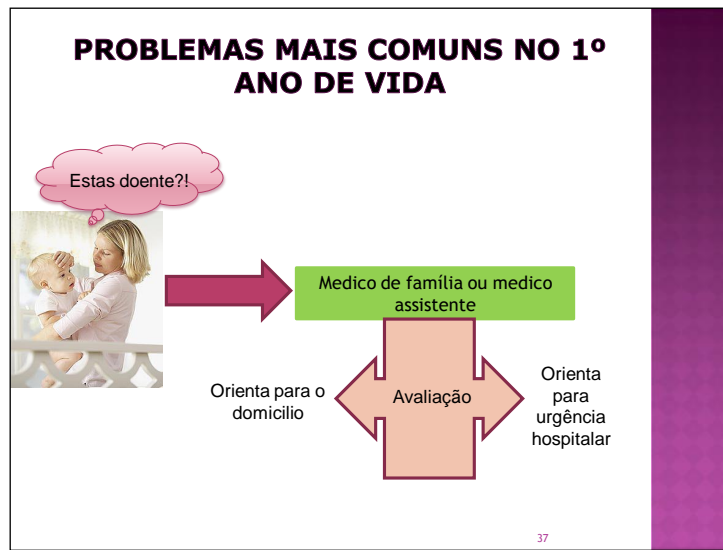 PROBLEMAS MAIS COMUNS NO 1º
ANO DE VIDA
Estas doente?!
Medico de família ou medico
assistente
Orienta para o
domicilio
Avaliação
Orienta
para
urgência
hospitalar
37